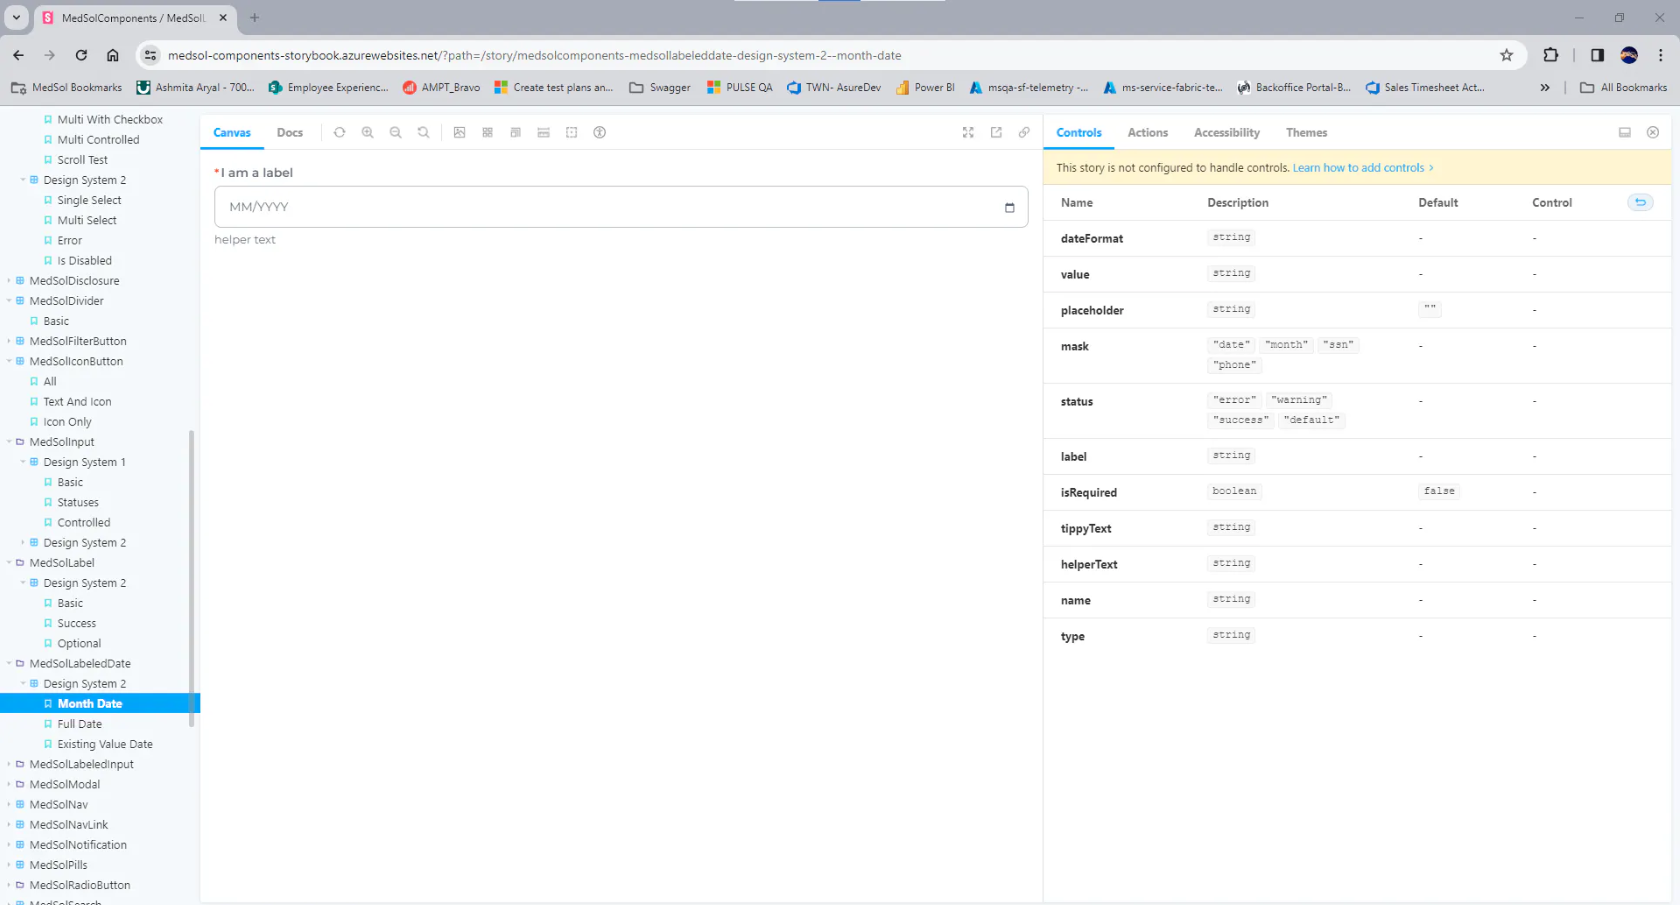 MedSolComponents / MedSolL
medsol-components-storybook.azurewebsites.net/?path=/story/medsolcomponents-medsollabeleddate-design-system-2--month-date
MedSol Bookmarks
Ashmita Aryal - 700...
Employee Experienc...
AMPT_Bravo
Create test plans an...
Swagger
PULSE QA
TWN- AzureDev
Power BI
msqa-sf-telemetry -...
ms-service-fabric-te...
Backoffice Portal-B...
Sales Timesheet Act...
»
All Bookmarks
Multi With Checkbox
Multi Controlled
Scroll Test
Design System 2
Single Select
Multi Select
Error
Is Disabled
MedSolDisclosure
MedSolDivider
Basic
MedSolFilterButton
MedSolIconButton
All
Text And Icon
Icon Only
MedSolInput
Design System 1
Basic
Statuses
Controlled
Design System 2
MedSolLabel
Design System 2
Basic
Success
Optional
MedSolLabeledDate
Design System 2
Month Date
Full Date
Existing Value Date
MedSolLabeledInput
MedSolModal
MedSolNav
MedSolNavLink
MedSolNotification
MedSolPills
MedSolRadioButton
MedSolSearch
Canvas Docs
*I am a label
MM/YYYY
helper text
Controls Actions Accessibility Themes
This story is not configured to handle controls. Learn how to add controls
Name Description Default Control
dateFormat string - -
value string - -
placeholder string "" -
mask "date" "month" "ssn" - -
"phone"
status "error" "warning" - -
"success" "default"
label string - -
isRequired boolean false -
tippyText string - -
helperText string - -
name string - -
type string - -